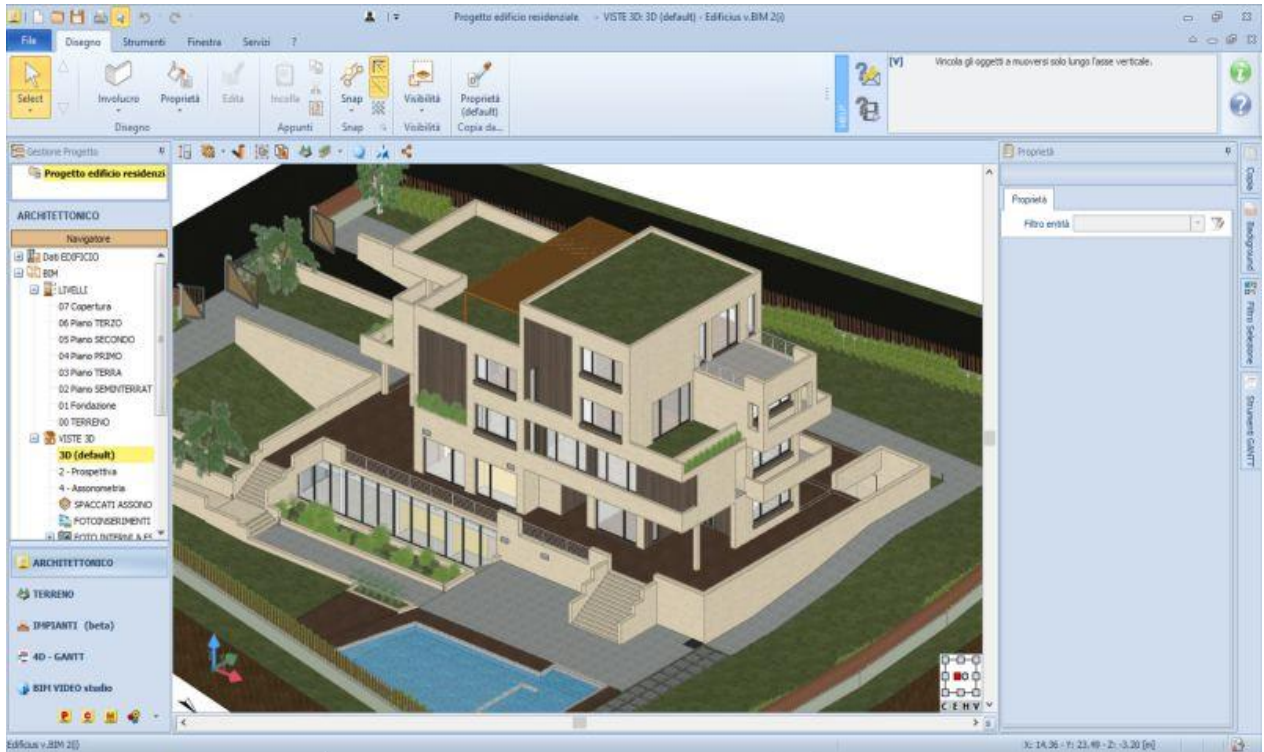 Progetto edificio residenziale - VISTE 3D: 3D (default) - Edificius v.BIM 2(i)
File Disegno Strumenti Finestra Servizi ?
Select
Involucro
Proprietà
Edita
Incolla
Snap
Visibilità
Proprietà (default)
Disegno
Appunti
Snap
Visibilità
Copia da...
HELP
[V] Vincola gli oggetti a muoversi solo lungo l'asse verticale.
Gestione Progetto
Progetto edificio residenzi
ARCHITETTONICO
Navigatore
Dati EDIFICIO
BIM
LIVELLI
07 Copertura
06 Piano TERZO
05 Piano SECONDO
04 Piano PRIMO
03 Piano TERRA
02 Piano SEMINTERRAT
01 Fondazione
00 TERRENO
VISTE 3D
3D (default)
2 - Prospettiva
4 - Assonometria
SPACCATI ASSONO
FOTOINSERIMENTI
FOTO INTERNI & ES
ARCHITETTONICO
TERRENO
IMPIANTI (beta)
4D - GANTT
BIM VIDEO studio
P C M
C E H V
Proprietà
Proprietà
Filtro entità
Copie
Background
Filtro Selezione
Strumenti GANTT
Edificius v.BIM 2(i)
X: 14.36 - Y: 23.49 - Z: -3.20 [m]